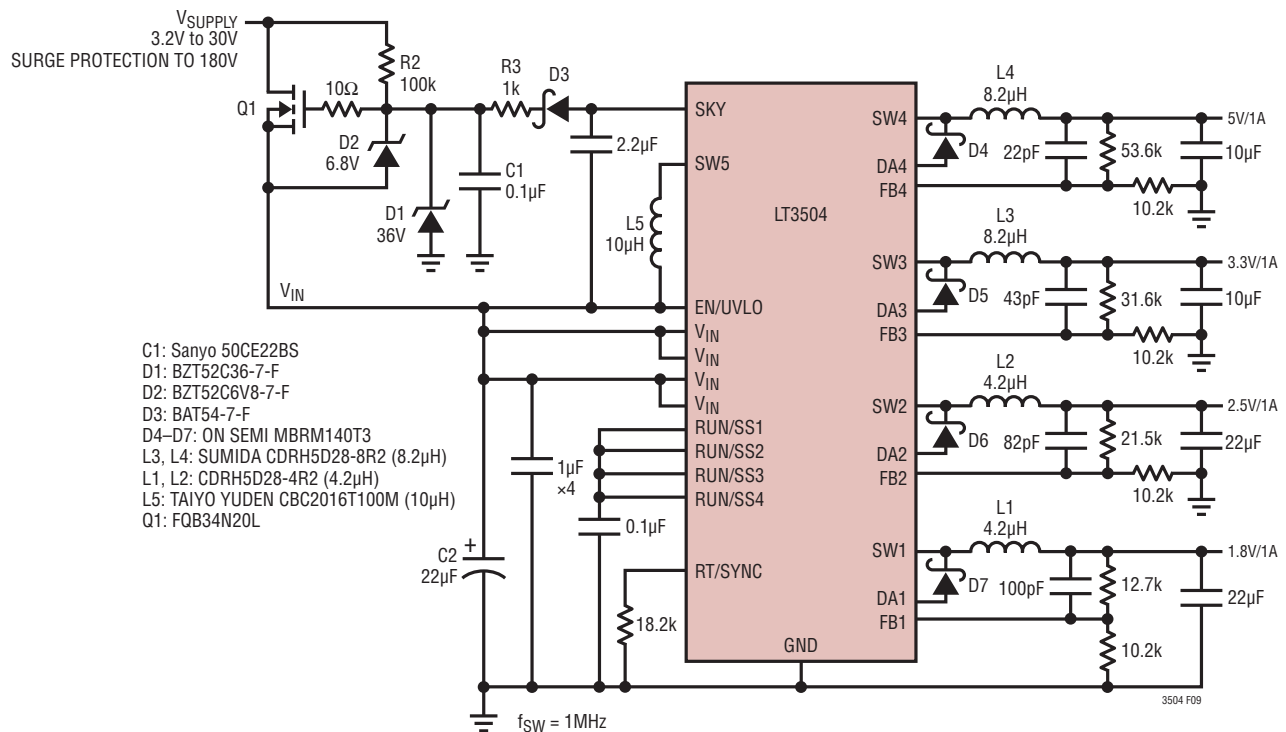 VSUPPLY
3.2V to 30V
SURGE PROTECTION TO 180V
Q1
10Ω
R2
100k
D2
6.8V
D1
36V
C1
0.1µF
R3
1k
D3
2.2µF
L5
10µH
VIN
C1: Sanyo 50CE22BS
D1: BZT52C36-7-F
D2: BZT52C6V8-7-F
D3: BAT54-7-F
D4–D7: ON SEMI MBRM140T3
L3, L4: SUMIDA CDRH5D28-8R2 (8.2µH)
L1, L2: CDRH5D28-4R2 (4.2µH)
L5: TAIYO YUDEN CBC2016T100M (10µH)
Q1: FQB34N20L
C2
22µF
+
1µF
×4
0.1µF
18.2k
fSW = 1MHz
SKY
SW5
EN/UVLO
VIN
VIN
VIN
VIN
RUN/SS1
RUN/SS2
RUN/SS3
RUN/SS4
RT/SYNC
LT3504
GND
SW4
DA4
FB4
SW3
DA3
FB3
SW2
DA2
FB2
SW1
DA1
FB1
L4
8.2µH
D4
22pF
53.6k
10.2k
10µF
5V/1A
L3
8.2µH
D5
43pF
31.6k
10.2k
10µF
3.3V/1A
L2
4.2µH
D6
82pF
21.5k
10.2k
22µF
2.5V/1A
L1
4.2µH
D7
100pF
12.7k
10.2k
22µF
1.8V/1A
3504 F09